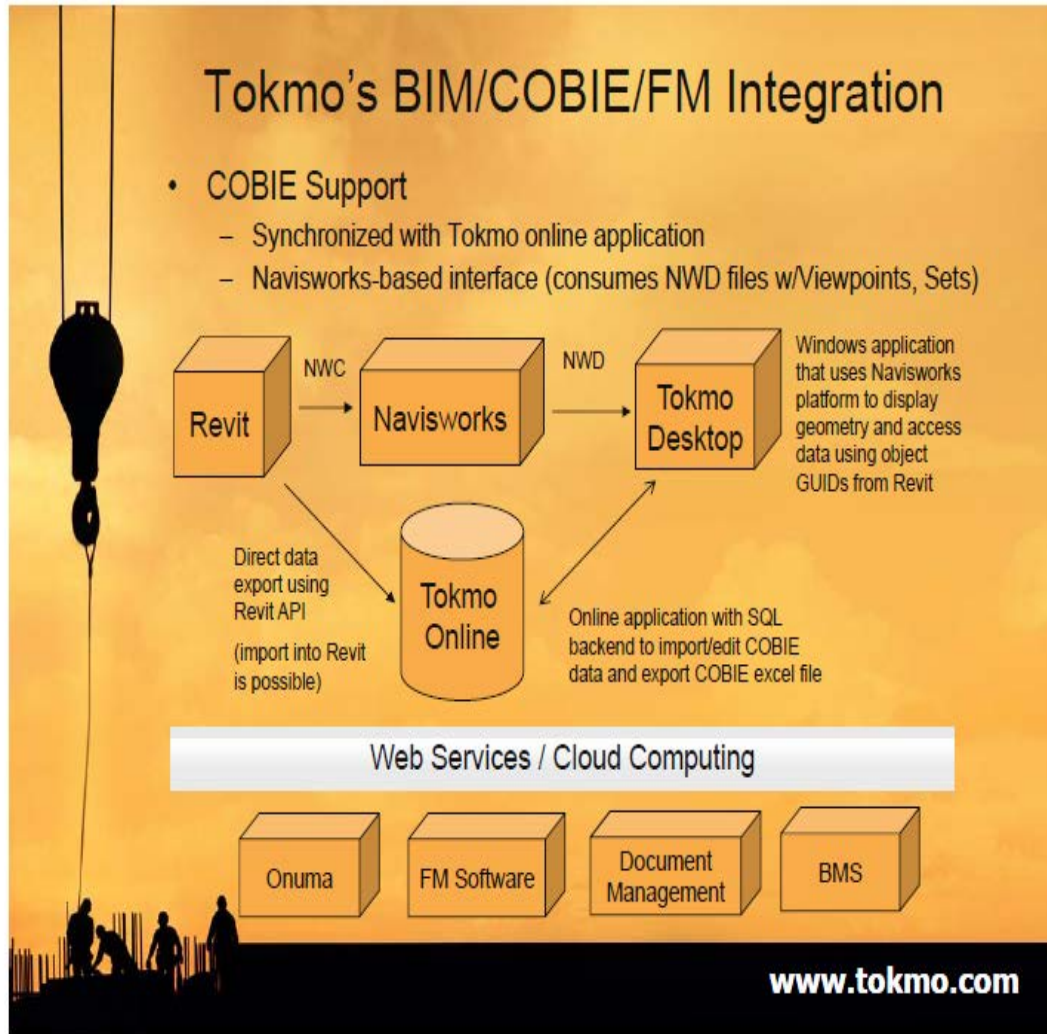 Tokmo's BIM/COBIE/FM Integration
• COBIE Support
– Synchronized with Tokmo online application
– Navisworks-based interface (consumes NWD files w/Viewpoints, Sets)
Revit
NWC
Navisworks
NWD
Tokmo
Desktop
Windows application
that uses Navisworks
platform to display
geometry and access
data using object
GUIDs from Revit
Direct data
export using
Revit API
(import into Revit
is possible)
Tokmo
Online
Online application with SQL
backend to import/edit COBIE
data and export COBIE excel file
Web Services / Cloud Computing
Onuma
FM Software
Document
Management
BMS
www.tokmo.com